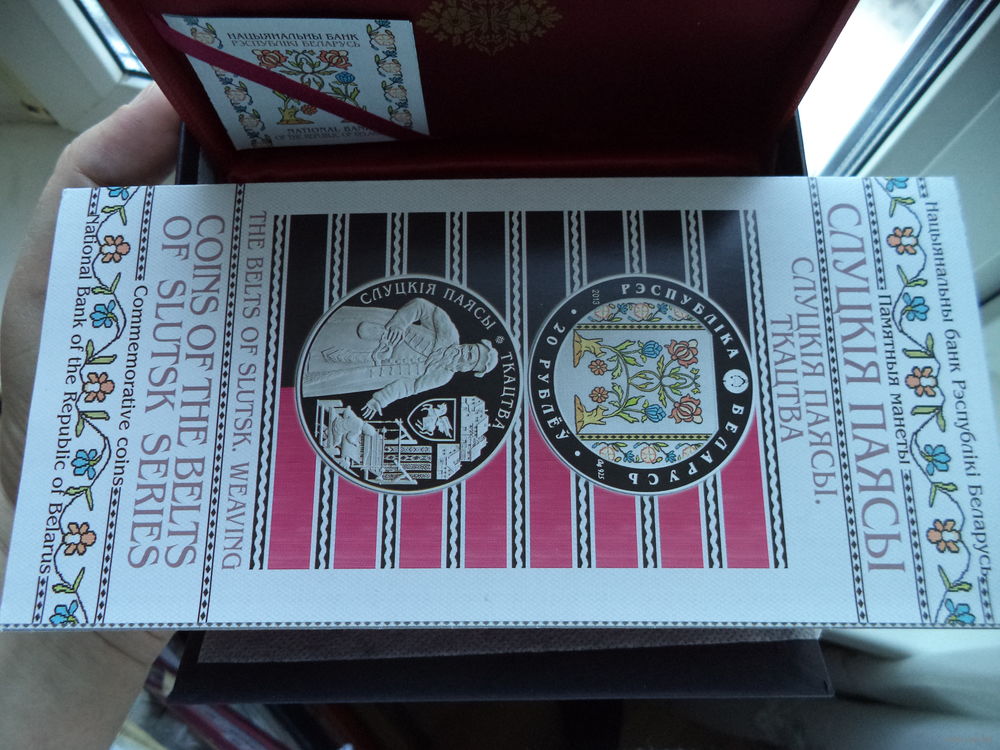 НАЦЫЯНАЛЬНЫ БАНК
РЭСПУБЛІКІ БЕЛАРУСЬ
NATIONAL BANK
OF THE REPUBLIC OF
Нацыянальны банк Рэспублікі Беларусь
Памятныя манеты
СЛУЦКІЯ ПАЯСЫ
СЛУЦКІЯ ПАЯСЫ.
ТКАЦТВА
РЭСПУБЛІКА БЕЛАРУСЬ
20 РУБЛЁЎ
2013
Ag 925
СЛУЦКІЯ ПАЯСЫ
ТКАЦТВА
THE BELTS OF SLUTSK. WEAVING
COINS OF THE BELTS
OF SLUTSK SERIES
Commemorative coins
National Bank of the Republic of Belarus